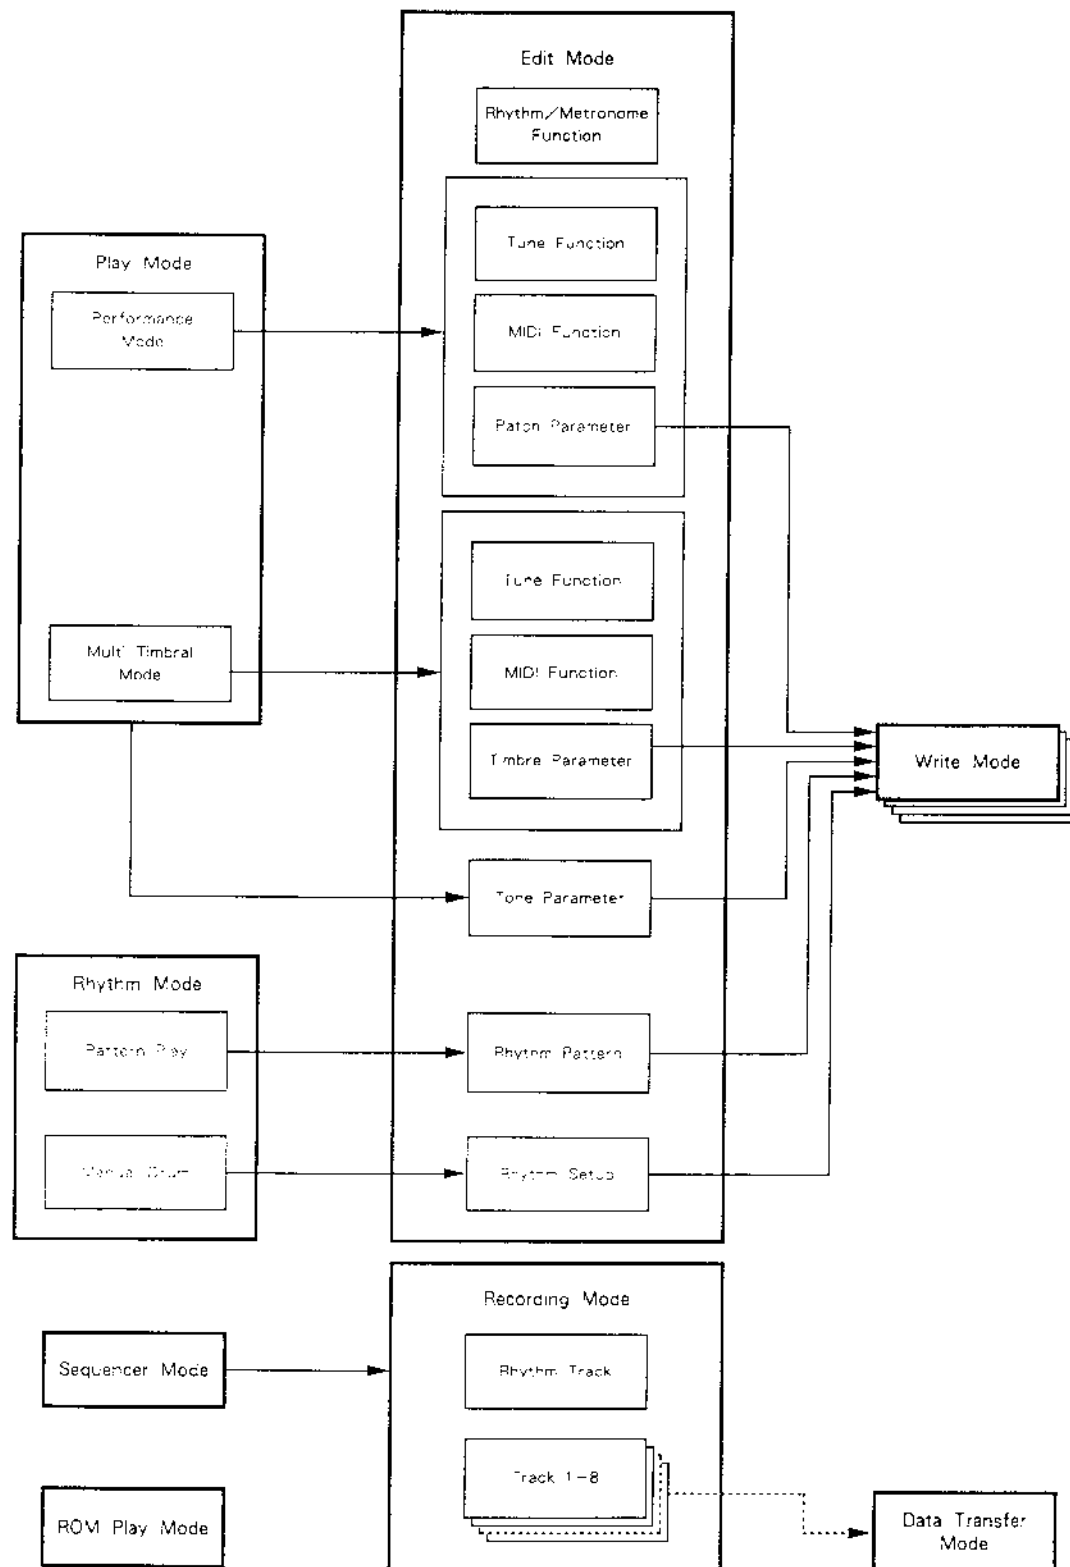 Edit Mode
Rhythm/Metronome
Function
Tune Function
Play Mode
Performance
Mode
MIDI Function
Patch Parameter
Tune Function
Multi Timbral
Mode
MIDI Function
Timbre Parameter
Write Mode
Tone Parameter
Rhythm Mode
Pattern Play
Rhythm Pattern
Manual Drum
Rhythm Setup
Recording Mode
Sequencer Mode
Rhythm Track
Track 1-8
ROM Play Mode
Data Transfer
Mode